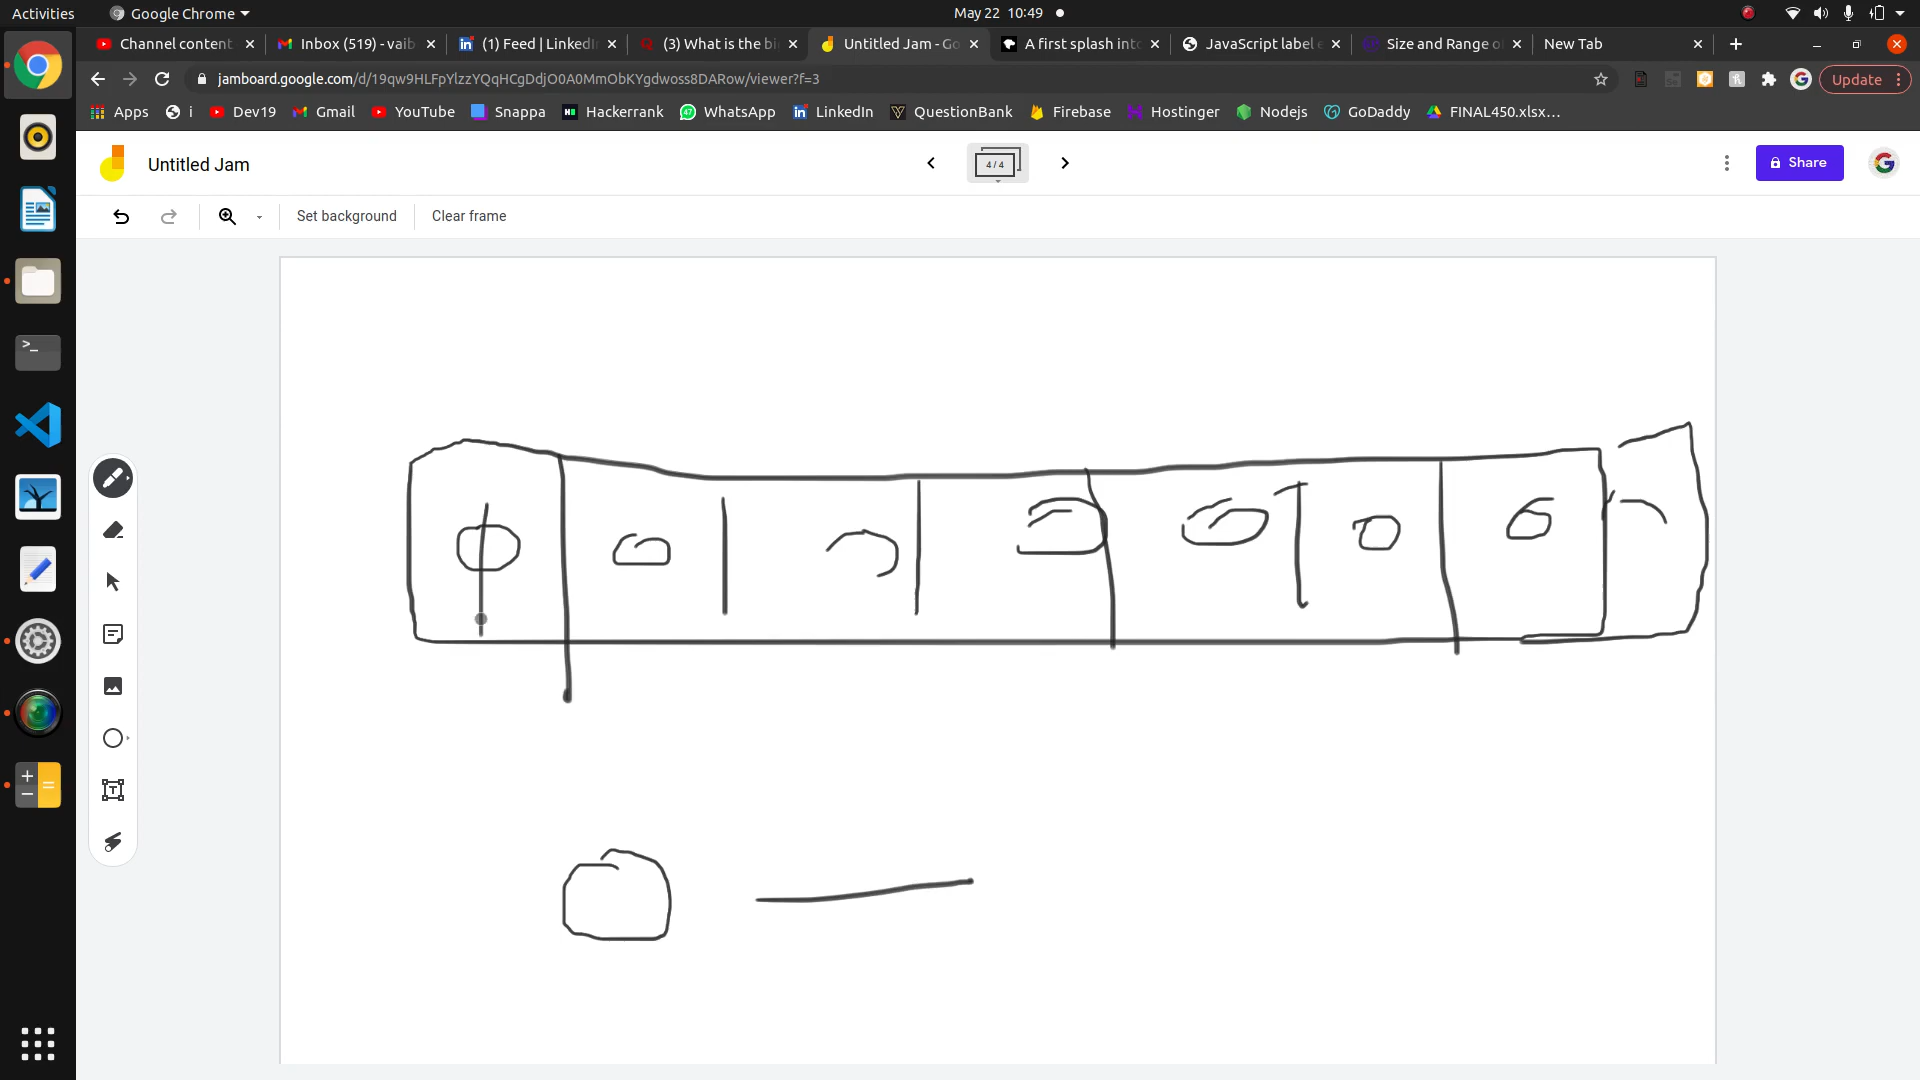 Activities Google Chrome May 22 10:49
Channel content Inbox (519) - vaib (1) Feed | LinkedIn (3) What is the bi Untitled Jam - Go A first splash into JavaScript label e Size and Range o New Tab
jamboard.google.com/d/19qw9HLFpYlzzYQqHCgDdjO0A0MmObKYgdwoss8DARow/viewer?f=3 Update
Apps i Dev19 Gmail YouTube Snappa Hackerrank WhatsApp LinkedIn QuestionBank Firebase Hostinger Nodejs GoDaddy FINAL450.xlsx...
Untitled Jam 4 / 4 Share
Set background Clear frame